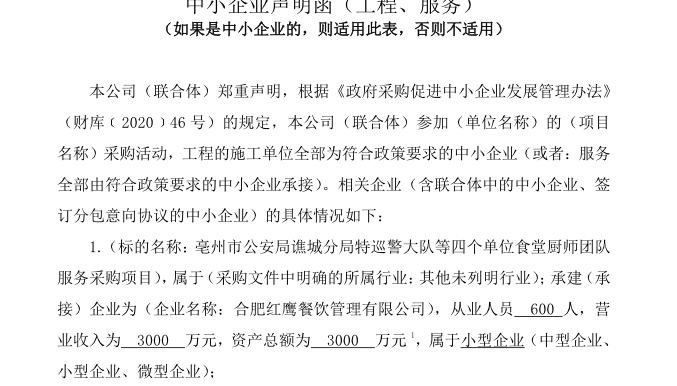 中小企业声明函（工程、服务）
（如果是中小企业的，则适用此表，否则不适用）
本公司（联合体）郑重声明，根据《政府采购促进中小企业发展管理办法》
（财库﹝2020﹞46 号）的规定，本公司（联合体）参加（单位名称）的（项目
名称）采购活动，工程的施工单位全部为符合政策要求的中小企业（或者：服务
全部由符合政策要求的中小企业承接）。相关企业（含联合体中的中小企业、签
订分包意向协议的中小企业）的具体情况如下：
1.（标的名称：亳州市公安局谯城分局特巡警大队等四个单位食堂厨师团队
服务采购项目），属于（采购文件中明确的所属行业：其他未列明行业）；承建（承
接）企业为（企业名称：合肥红鹰餐饮管理有限公司），从业人员 600 人，营
业收入为 3000 万元，资产总额为 3000 万元¹，属于小型企业（中型企业、
小型企业、微型企业）；